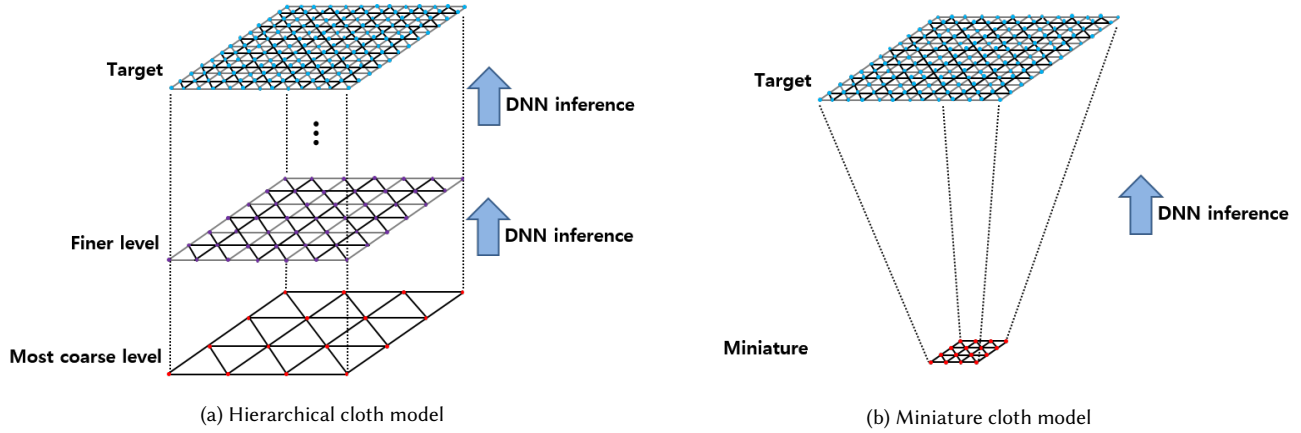 Target
DNN inference
Finer level
DNN inference
Most coarse level
(a) Hierarchical cloth model
Target
DNN inference
Miniature
(b) Miniature cloth model